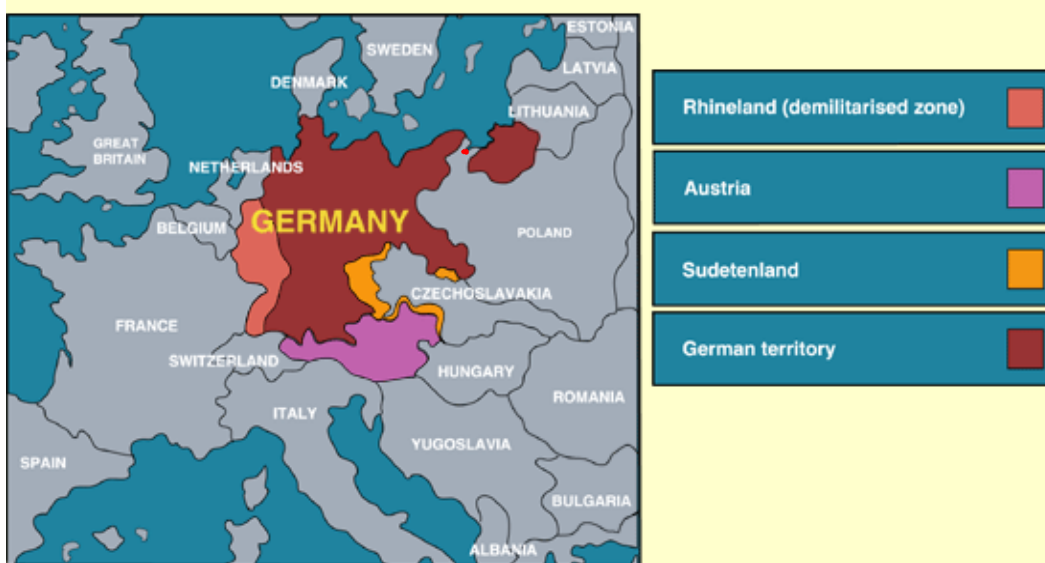 ESTONIA
SWEDEN
LATVIA
DENMARK
LITHUANIA
GREAT
BRITAIN
NETHERLANDS
GERMANY
BELGIUM
POLAND
CZECHOSLAVAKIA
FRANCE
SWITZERLAND
HUNGARY
ROMANIA
ITALY
YUGOSLAVIA
SPAIN
BULGARIA
ALBANIA
Rhineland (demilitarised zone)
Austria
Sudetenland
German territory